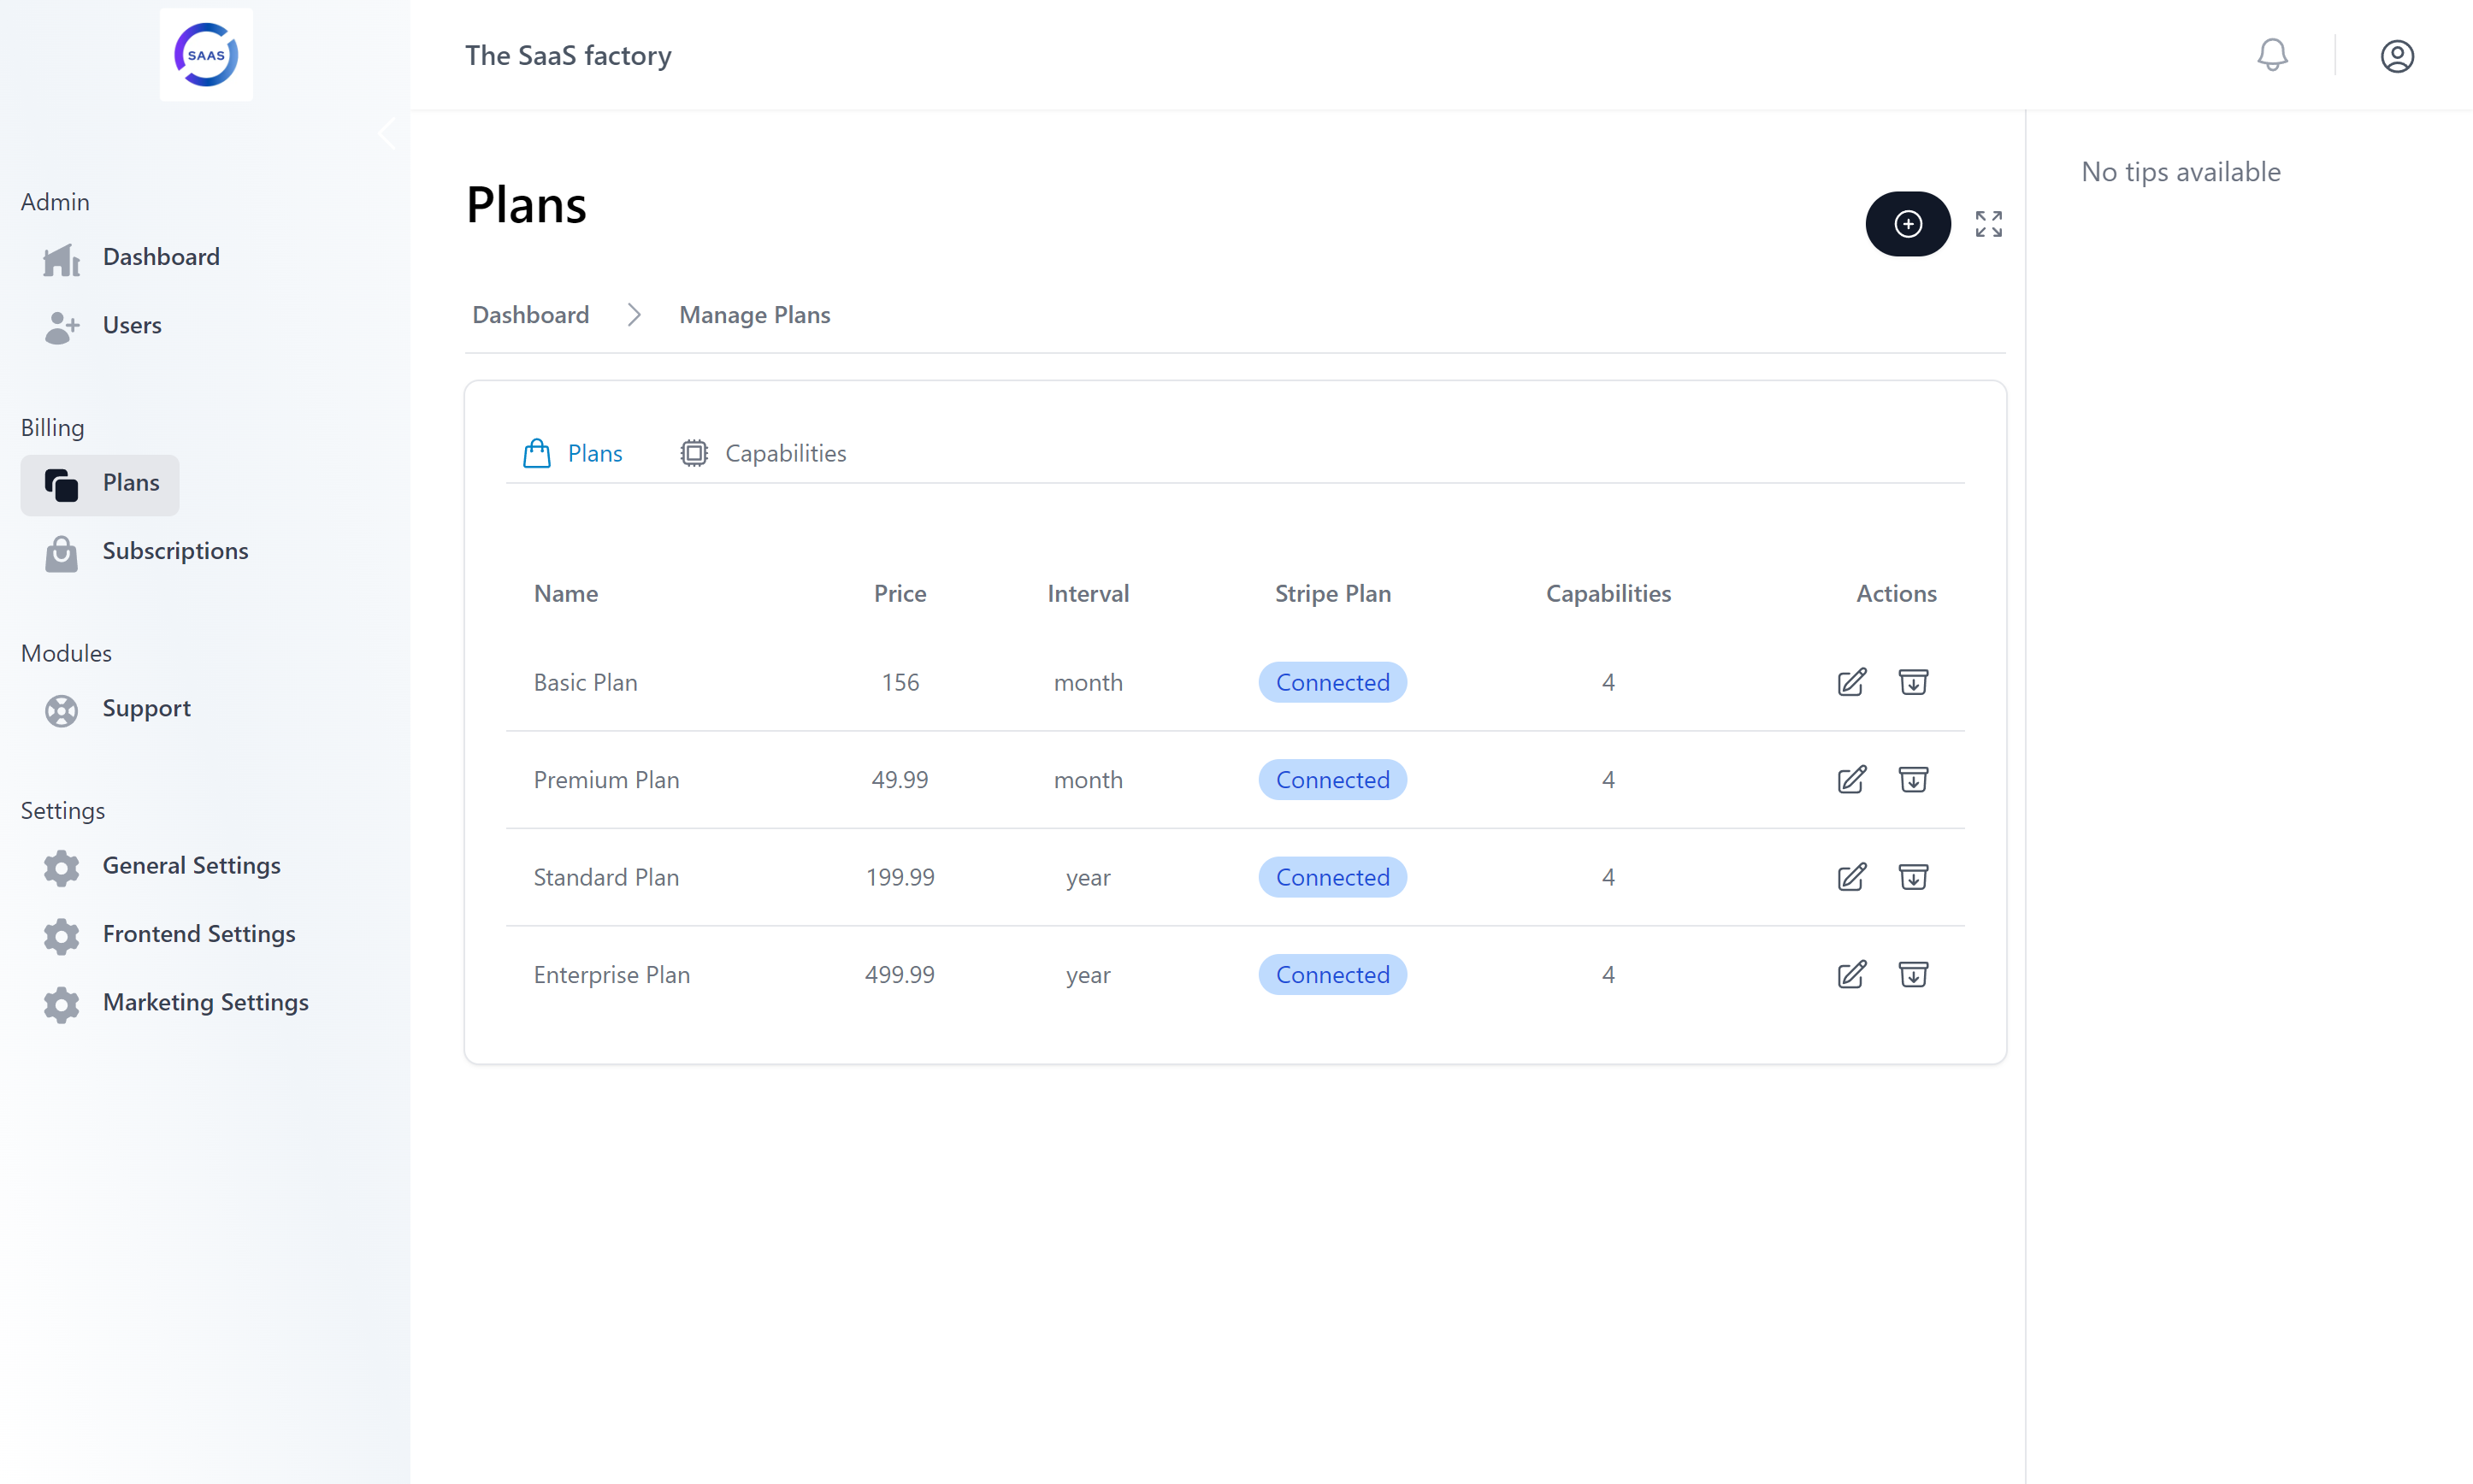 SAAS
The SaaS factory
Admin
Dashboard
Users
Billing
Plans
Subscriptions
Modules
Support
Settings
General Settings
Frontend Settings
Marketing Settings
Plans
Dashboard Manage Plans
Plans Capabilities
Name Price Interval Stripe Plan Capabilities Actions
Basic Plan 156 month Connected 4
Premium Plan 49.99 month Connected 4
Standard Plan 199.99 year Connected 4
Enterprise Plan 499.99 year Connected 4
No tips available